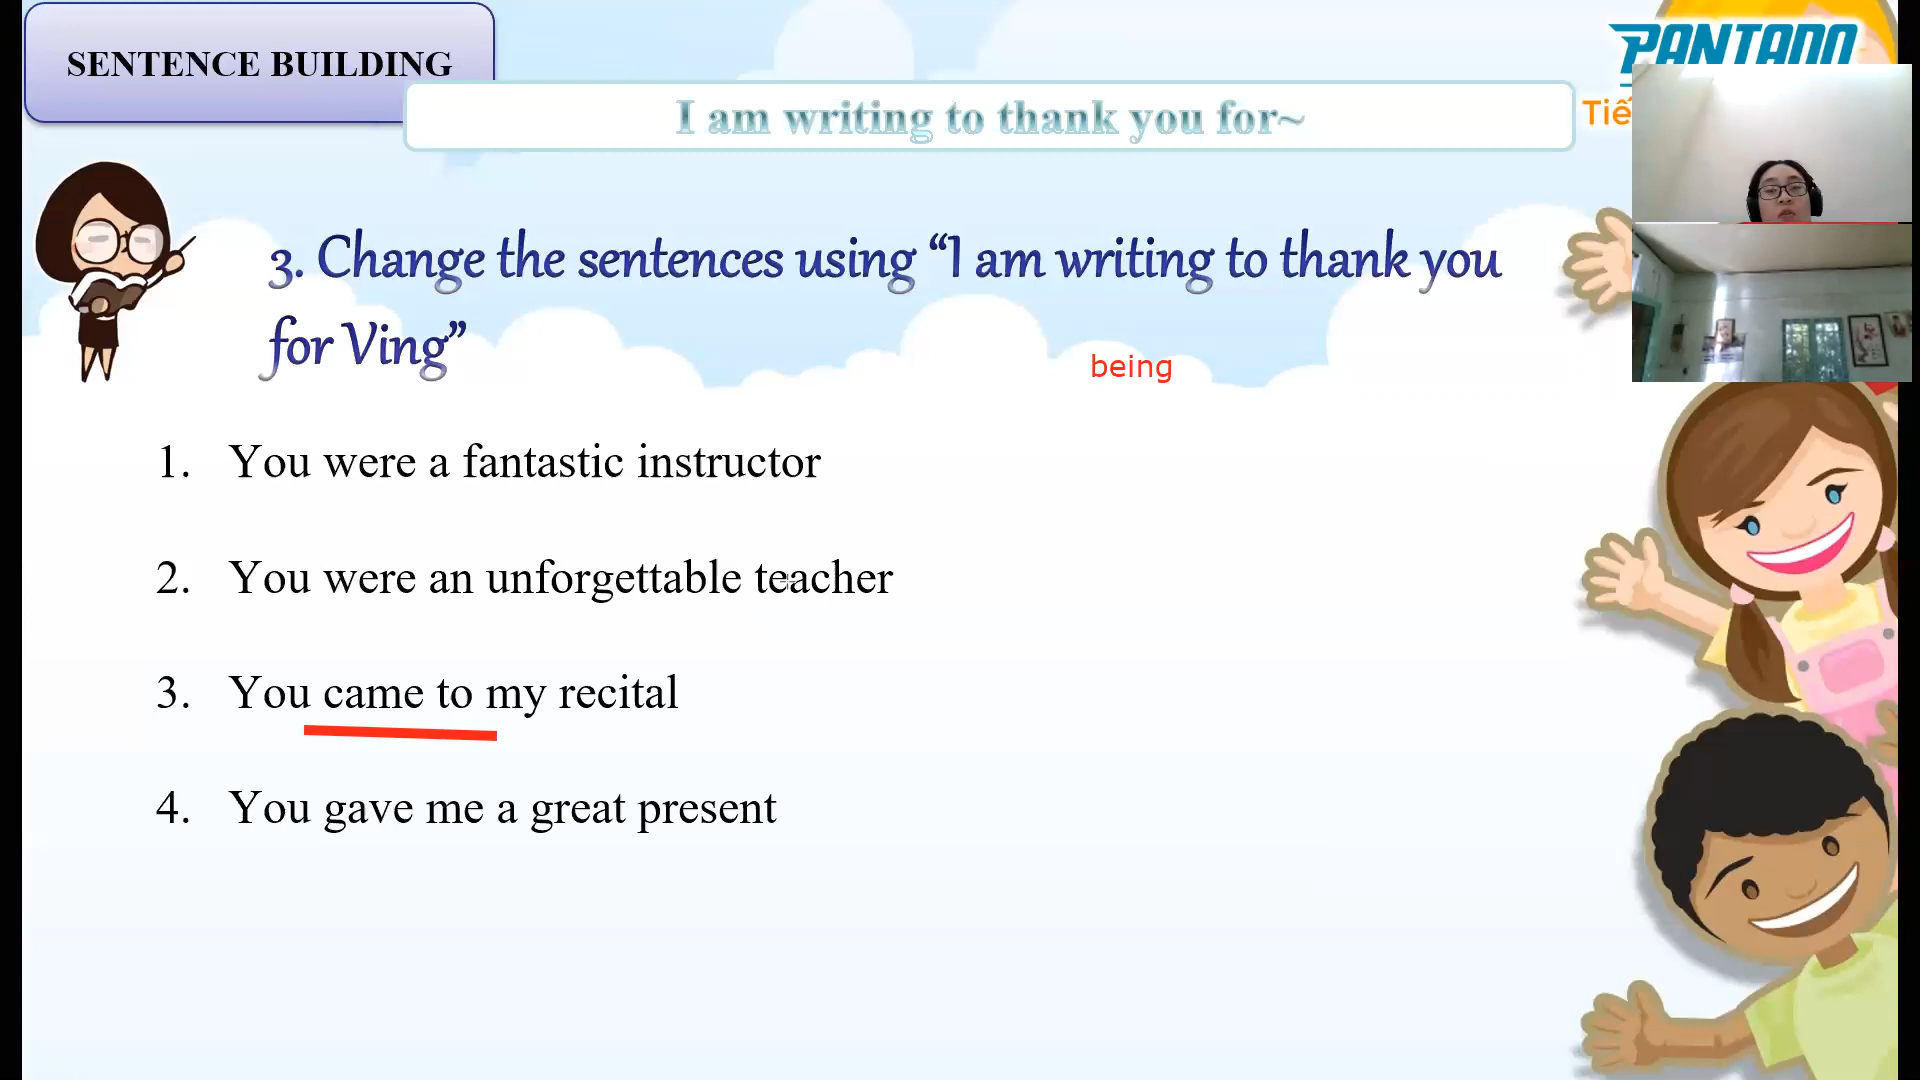 SENTENCE BUILDING
PANTADO
I am writing to thank you for~
3. Change the sentences using “I am writing to thank you
for Ving”
being
1. You were a fantastic instructor
2. You were an unforgettable teacher
3. You came to my recital
4. You gave me a great present